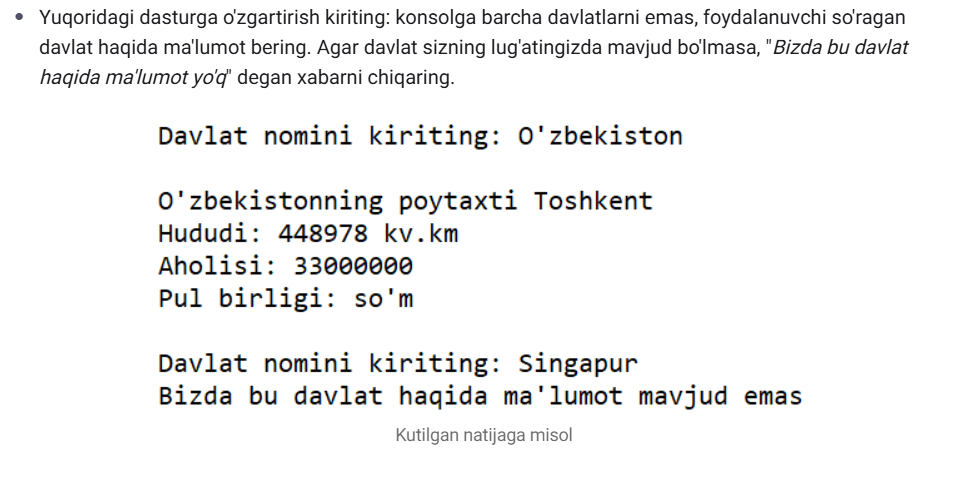 Yuqoridagi dasturga o'zgartirish kiriting: konsolga barcha davlatlarni emas, foydalanuvchi so'ragan
davlat haqida ma'lumot bering. Agar davlat sizning lug'atingizda mavjud bo'lmasa, "Bizda bu davlat
haqida ma'lumot yo'q" degan xabarni chiqaring.
Davlat nomini kiriting: O'zbekiston
O'zbekistonning poytaxti Toshkent
Hududi: 448978 kv.km
Aholisi: 33000000
Pul birligi: so'm
Davlat nomini kiriting: Singapur
Bizda bu davlat haqida ma'lumot mavjud emas
Kutilgan natijaga misol